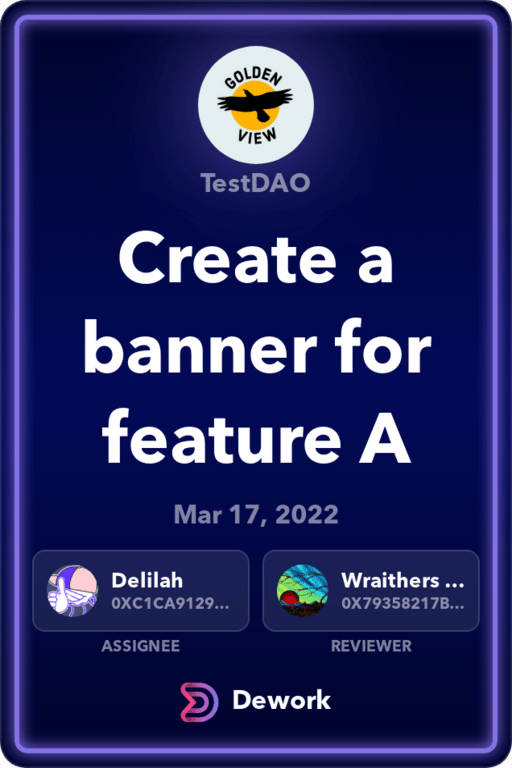 GOLDEN
VIEW
TestDAO
Create a
banner for
feature A
Mar 17, 2022
Delilah
0XC1CA9129...
ASSIGNEE
Wraithers ...
0X79358217B...
REVIEWER
Dework